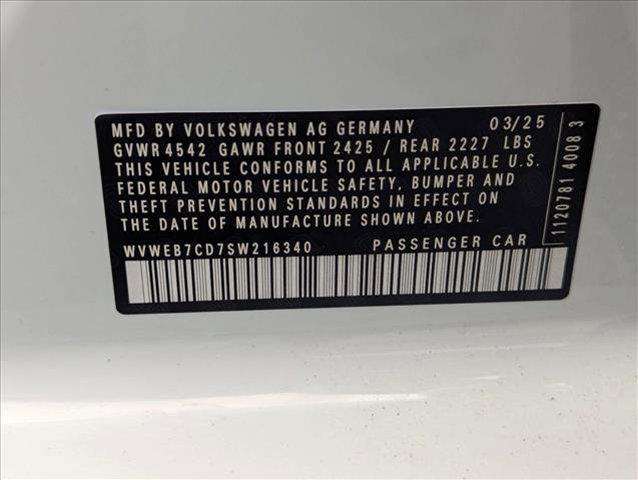 MFD BY VOLKSWAGEN AG GERMANY 03/25
GVWR 4542 GAWR FRONT 2425 / REAR 2227 LBS
THIS VEHICLE CONFORMS TO ALL APPLICABLE U.S.
FEDERAL MOTOR VEHICLE SAFETY, BUMPER AND
THEFT PREVENTION STANDARDS IN EFFECT ON
THE DATE OF MANUFACTURE SHOWN ABOVE.
WVWEB7CD7SW216340 PASSENGER CAR
1120781 40083